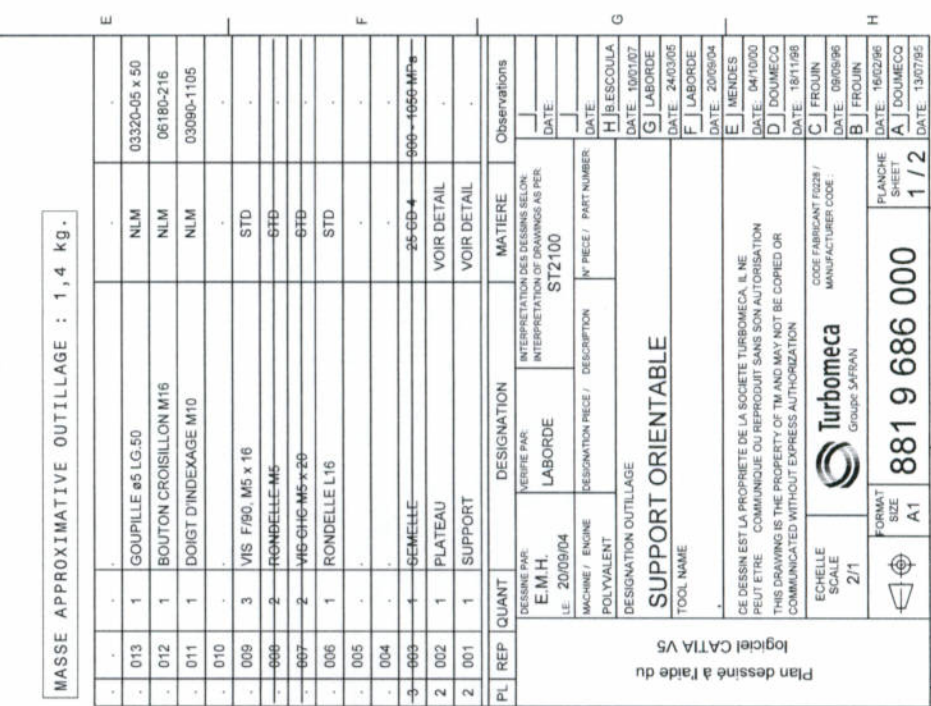 MASSE APPROXIMATIVE OUTILLAGE : 1,4 kg.
013 1 GOUPILLE ø5 LG.50 NLM 03320-05 x 50
012 1 BOUTON CROISILLON M16 NLM 06180-216
011 1 DOIGT D'INDEXAGE M10 NLM 03090-1105
010
009 3 VIS F/90, M5 x 16 STD
008 2 RONDELLE M5 STD
007 2 VIS CHC M5 x 20 STD
006 1 RONDELLE L16 STD
005
004
3 003 1 SEMELLE 25 CD 4 900 - 1050 MPa
2 002 1 PLATEAU VOIR DETAIL
2 001 1 SUPPORT VOIR DETAIL
PL REP QUANT DESIGNATION MATIERE Observations
Plan dessiné à l'aide du
logiciel CATIA V5
DESSINE PAR:
E.M.H.
LE: 20/09/04
VERIFIE PAR:
LABORDE
INTERPRETATION DES DESSINS SELON:
INTERPRETATION OF DRAWINGS AS PER:
ST2100
MACHINE / ENGINE
POLYVALENT
DESIGNATION PIECE / DESCRIPTION
N° PIECE / PART NUMBER:
DESIGNATION OUTILLAGE
SUPPORT ORIENTABLE
TOOL NAME
CE DESSIN EST LA PROPRIETE DE LA SOCIETE TURBOMECA, IL NE
PEUT ETRE COMMUNIQUE OU REPRODUIT SANS SON AUTORISATION
THIS DRAWING IS THE PROPERTY OF TM AND MAY NOT BE COPIED OR
COMMUNICATED WITHOUT EXPRESS AUTHORIZATION
ECHELLE
SCALE
2/1
Turbomeca
Groupe SAFRAN
CODE FABRICANT F0228 /
MANUFACTURER CODE :
FORMAT
SIZE
A1
881 9 686 000
PLANCHE
SHEET
1 / 2
DATE:
DATE:
H B.ESCOULA
DATE: 10/01/07
G LABORDE
DATE: 24/03/05
F LABORDE
DATE: 20/09/04
E MENDES
DATE: 04/10/00
D DOUMECQ
DATE: 18/11/98
C FROUIN
DATE: 09/09/96
B FROUIN
DATE: 16/02/96
A DOUMECQ
DATE: 13/07/95
E
F
G
H